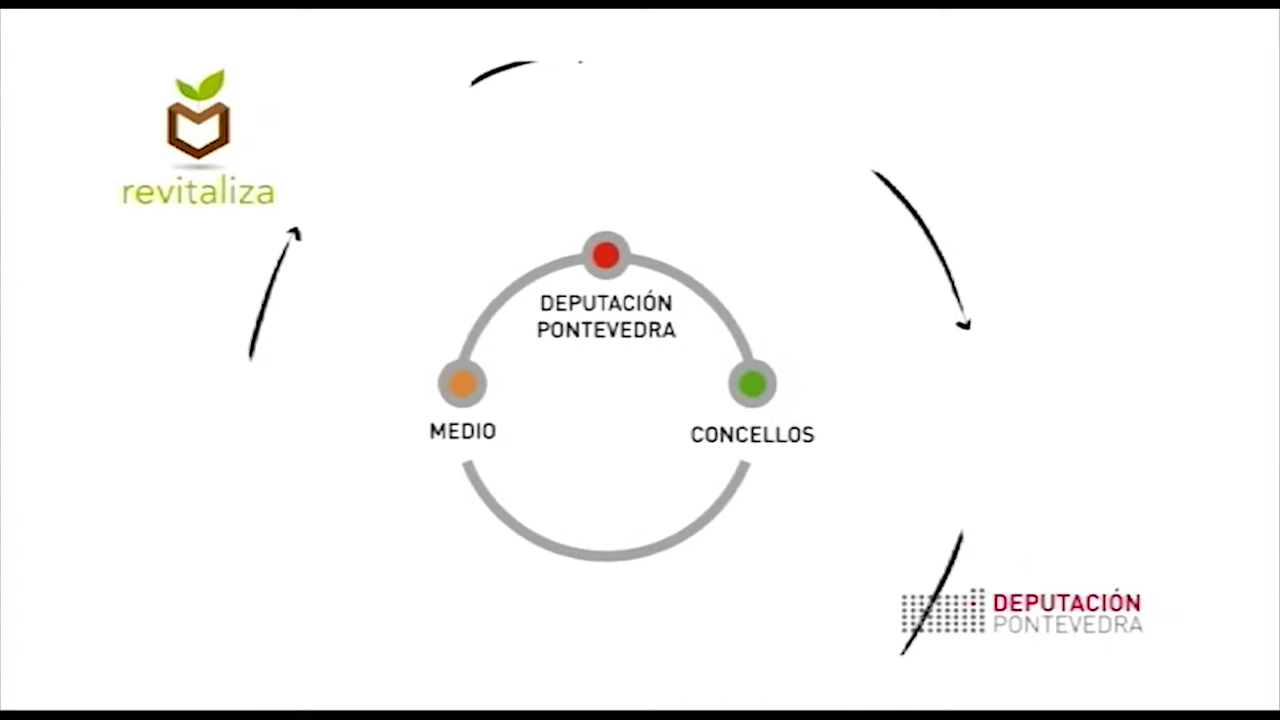 revitaliza
DEPUTACIÓN
PONTEVEDRA
MEDIO
CONCELLOS
DEPUTACIÓN
PONTEVEDRA